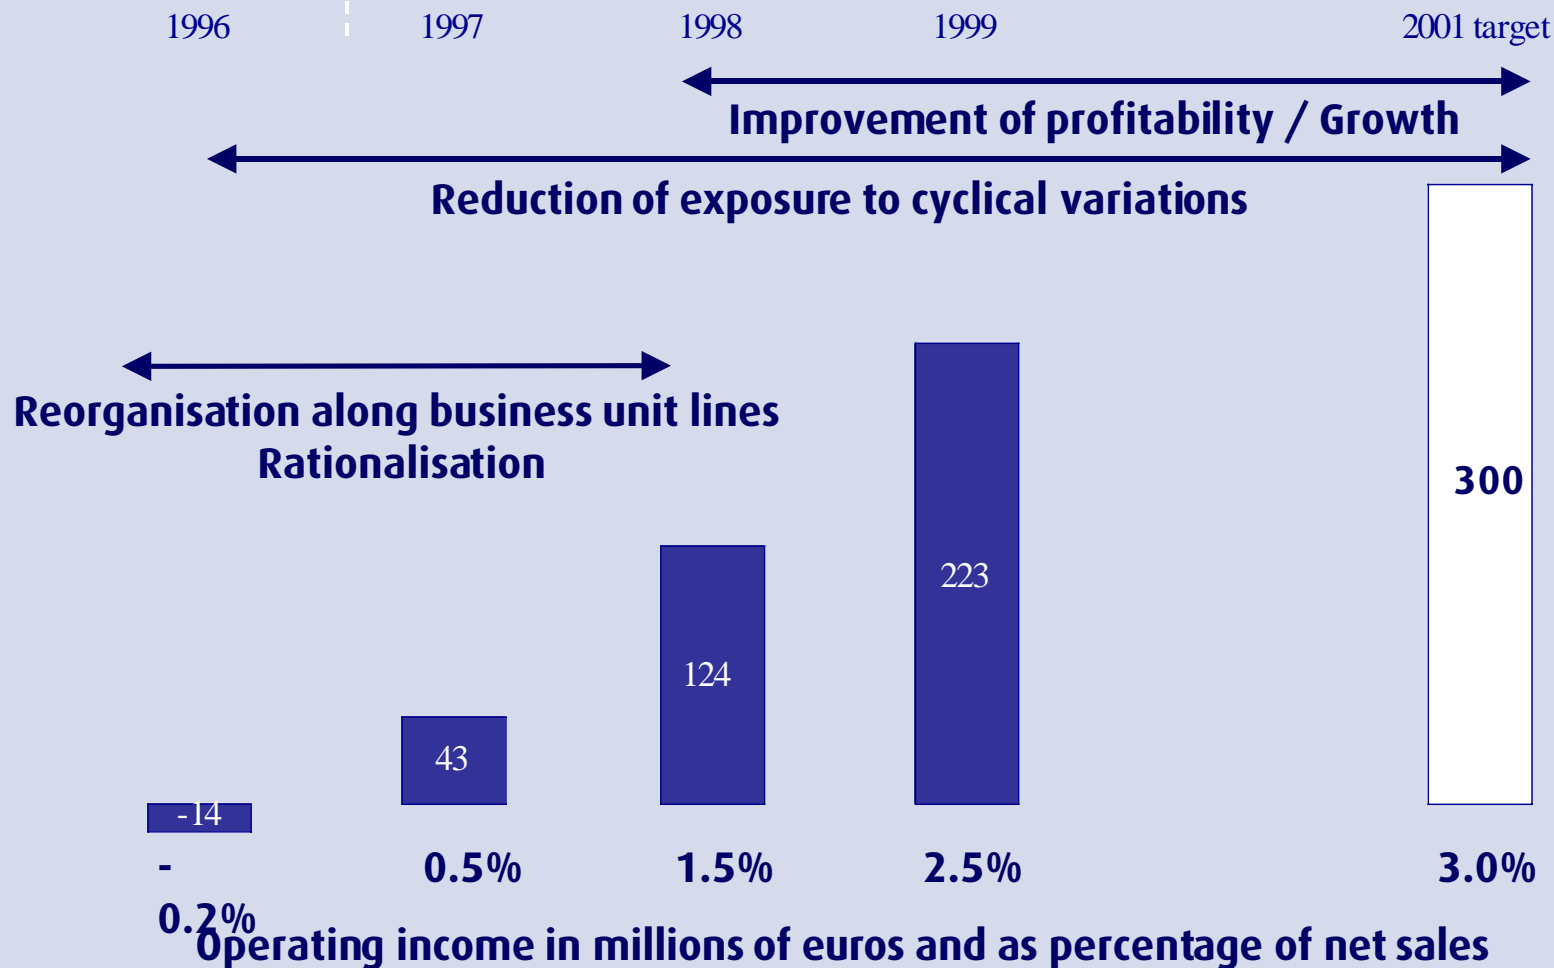 1996 1997 1998 1999 2001 target
Improvement of profitability / Growth
Reduction of exposure to cyclical variations
Reorganisation along business unit lines
Rationalisation
300
223
124
43
-14
- 0.5% 1.5% 2.5% 3.0%
0.2%
Operating income in millions of euros and as percentage of net sales